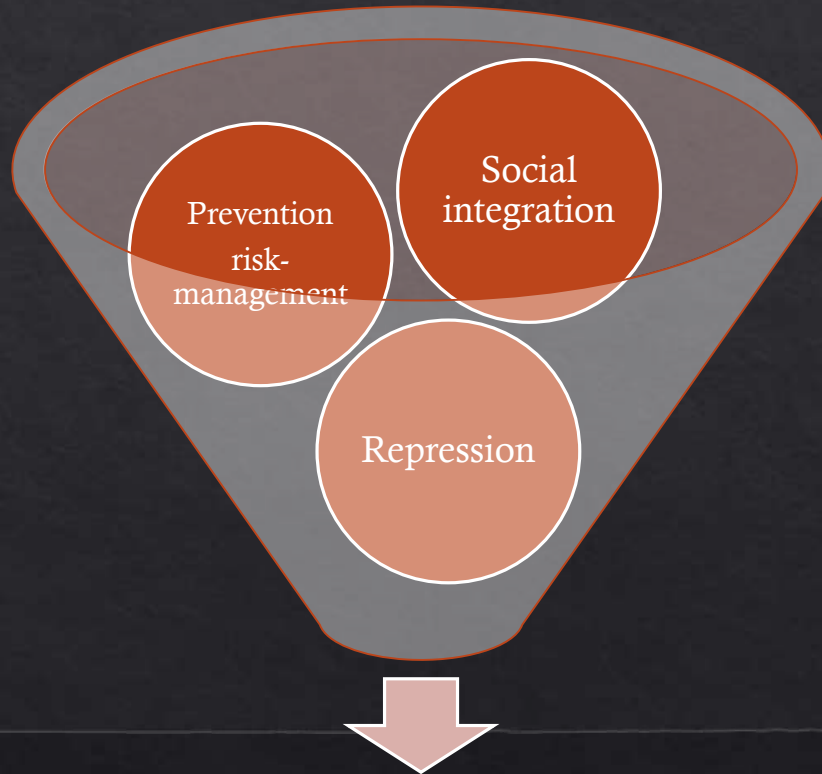 Social
integration
Prevention
risk-
management
Repression